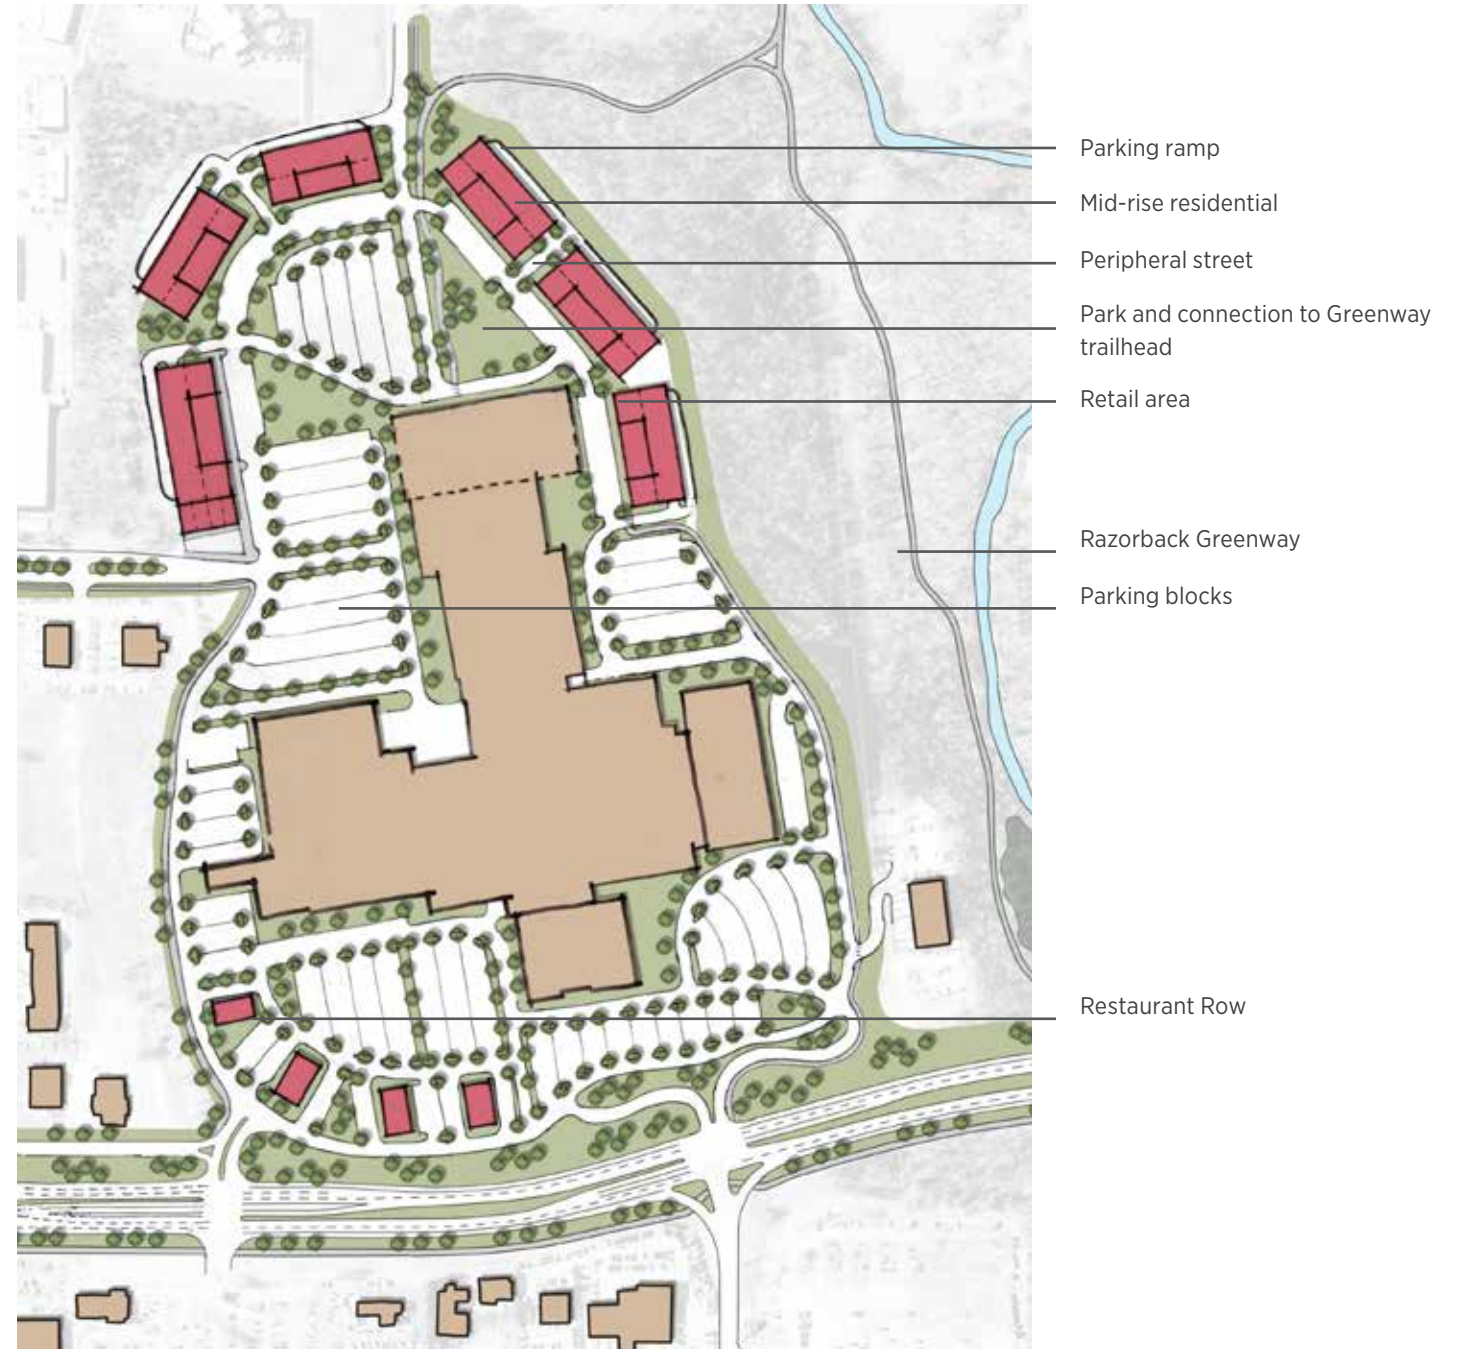 Parking ramp
Mid-rise residential
Peripheral street
Park and connection to Greenway
trailhead
Retail area
Razorback Greenway
Parking blocks
Restaurant Row